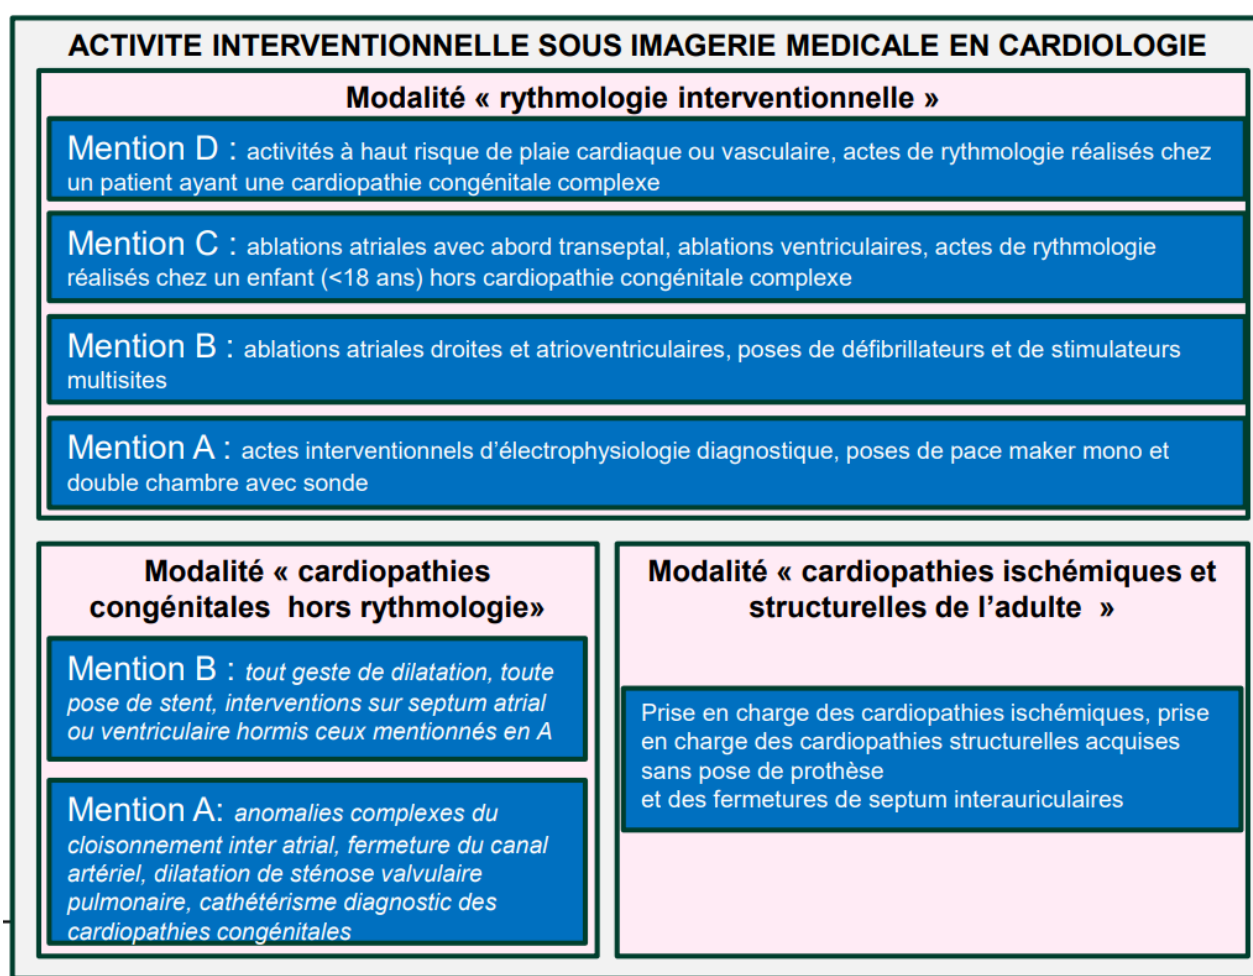 ACTIVITE INTERVENTIONNELLE SOUS IMAGERIE MEDICALE EN CARDIOLOGIE
Modalité « rythmologie interventionnelle »
Mention D : activités à haut risque de plaie cardiaque ou vasculaire, actes de rythmologie réalisés chez
un patient ayant une cardiopathie congénitale complexe
Mention C : ablations atriales avec abord transeptal, ablations ventriculaires, actes de rythmologie
réalisés chez un enfant (<18 ans) hors cardiopathie congénitale complexe
Mention B : ablations atriales droites et atrioventriculaires, poses de défibrillateurs et de stimulateurs
multisites
Mention A : actes interventionnels d’électrophysiologie diagnostique, poses de pace maker mono et
double chambre avec sonde
Modalité « cardiopathies
congénitales hors rythmologie»
Mention B : tout geste de dilatation, toute
pose de stent, interventions sur septum atrial
ou ventriculaire hormis ceux mentionnés en A
Mention A: anomalies complexes du
cloisonnement inter atrial, fermeture du canal
artériel, dilatation de sténose valvulaire
pulmonaire, cathétérisme diagnostic des
cardiopathies congénitales
Modalité « cardiopathies ischémiques et
structurelles de l’adulte »
Prise en charge des cardiopathies ischémiques, prise
en charge des cardiopathies structurelles acquises
sans pose de prothèse
et des fermetures de septum interauriculaires